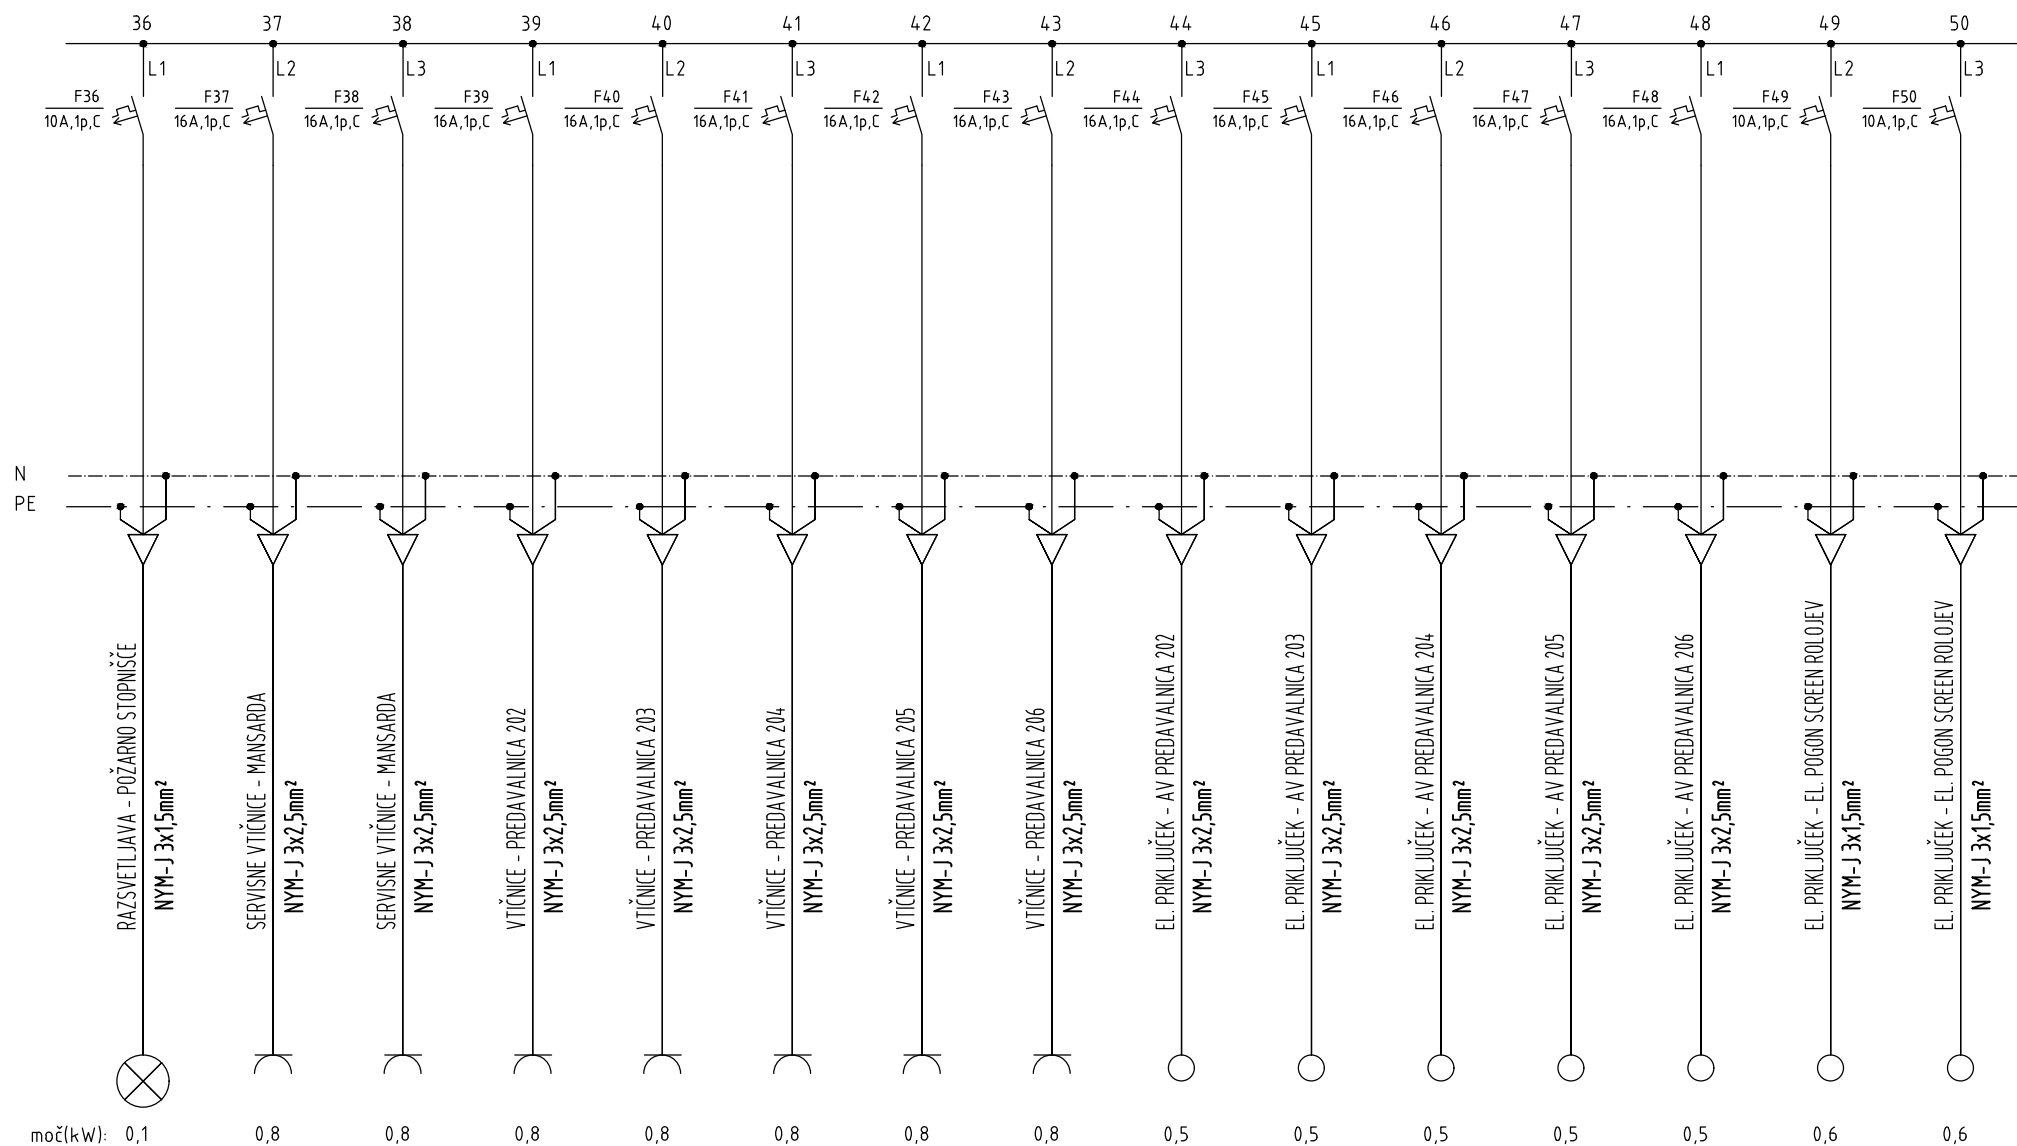 36 37 38 39 40 41 42 43 44 45 46 47 48 49 50
L1 L2 L3 L1 L2 L3 L1 L2 L3 L1 L2 L3 L1 L2 L3
F36 F37 F38 F39 F40 F41 F42 F43 F44 F45 F46 F47 F48 F49 F50
10A,1p,C 16A,1p,C 16A,1p,C 16A,1p,C 16A,1p,C 16A,1p,C 16A,1p,C 16A,1p,C 16A,1p,C 16A,1p,C 16A,1p,C 16A,1p,C 16A,1p,C 10A,1p,C 10A,1p,C
N
PE
RAZSVETLJAVA - POŽARNO STOPNIŠČE
NYM-J 3x1,5mm²
SERVISNE VTIČNICE - MANSARDA
NYM-J 3x2,5mm²
SERVISNE VTIČNICE - MANSARDA
NYM-J 3x2,5mm²
VTIČNICE - PREDAVALNICA 202
NYM-J 3x2,5mm²
VTIČNICE - PREDAVALNICA 203
NYM-J 3x2,5mm²
VTIČNICE - PREDAVALNICA 204
NYM-J 3x2,5mm²
VTIČNICE - PREDAVALNICA 205
NYM-J 3x2,5mm²
VTIČNICE - PREDAVALNICA 206
NYM-J 3x2,5mm²
EL. PRIKLJUČEK - AV PREDAVALNICA 202
NYM-J 3x2,5mm²
EL. PRIKLJUČEK - AV PREDAVALNICA 203
NYM-J 3x2,5mm²
EL. PRIKLJUČEK - AV PREDAVALNICA 204
NYM-J 3x2,5mm²
EL. PRIKLJUČEK - AV PREDAVALNICA 205
NYM-J 3x2,5mm²
EL. PRIKLJUČEK - AV PREDAVALNICA 206
NYM-J 3x2,5mm²
EL. PRIKLJUČEK - EL. POGON SCREEN ROLOJEV
NYM-J 3x1,5mm²
EL. PRIKLJUČEK - EL. POGON SCREEN ROLOJEV
NYM-J 3x1,5mm²
moč(kW): 0,1 0,8 0,8 0,8 0,8 0,8 0,8 0,8 0,5 0,5 0,5 0,5 0,5 0,6 0,6